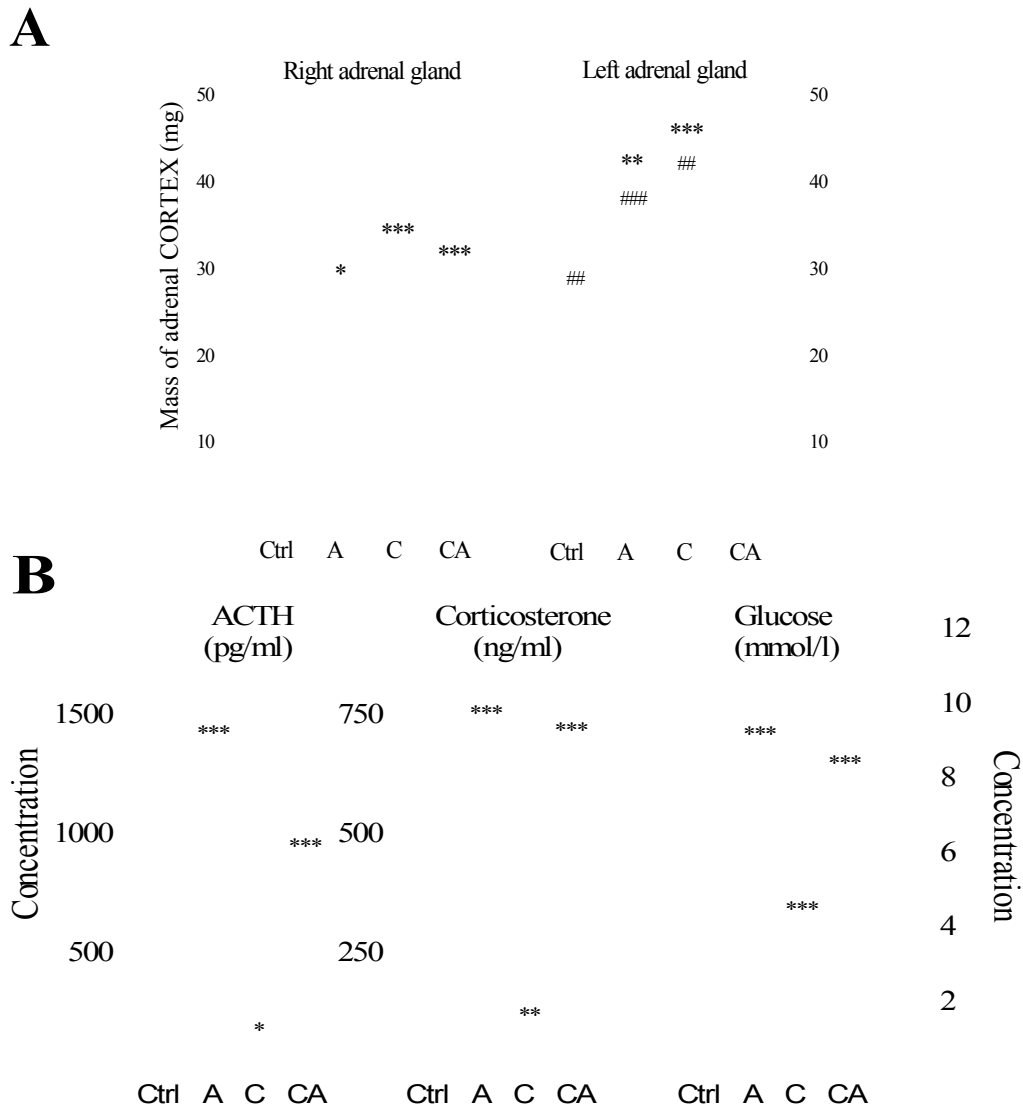 A
Right adrenal gland
Left adrenal gland
Mass of adrenal CORTEX (mg)
50
40
30
20
10
*
***
***
##
**
###
***
##
50
40
30
20
10
Ctrl A C CA
Ctrl A C CA
B
ACTH
(pg/ml)
Corticosterone
(ng/ml)
Glucose
(mmol/l)
Concentration
1500
1000
500
***
*
***
750
500
250
***
**
***
***
***
***
12
10
8
6
4
2
Concentration
Ctrl A C CA
Ctrl A C CA
Ctrl A C CA